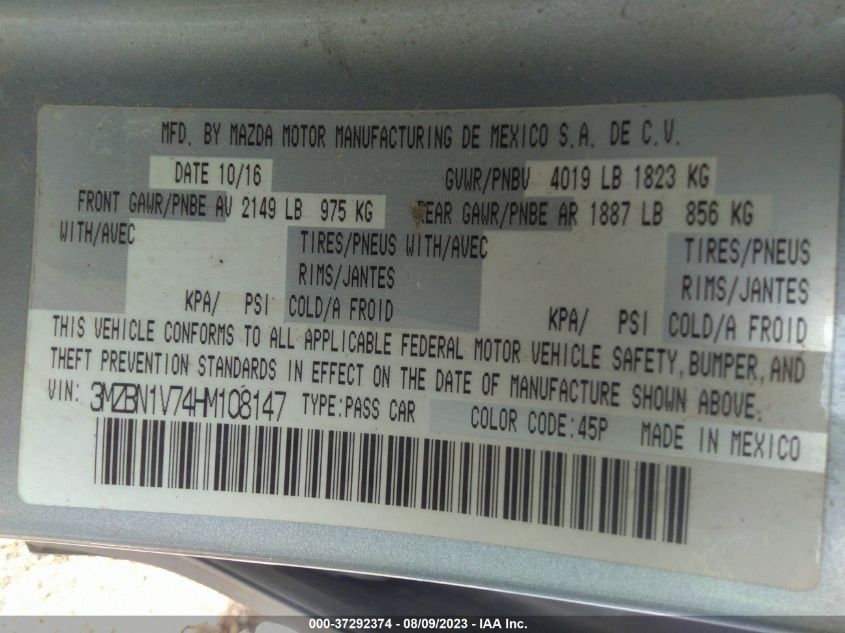 MFD. BY MAZDA MOTOR MANUFACTURING DE MEXICO S.A. DE C.V.
DATE 10/16 GVWR/PNBV 4019 LB 1823 KG
FRONT GAWR/PNBE AV 2149 LB 975 KG REAR GAWR/PNBE AR 1887 LB 856 KG
WITH/AVEC TIRES/PNEUS WITH/AVEC TIRES/PNEUS
RIMS/JANTES RIMS/JANTES
KPA/ PSI COLD/A FROID KPA/ PSI COLD/A FROID
THIS VEHICLE CONFORMS TO ALL APPLICABLE FEDERAL MOTOR VEHICLE SAFETY, BUMPER, AND
THEFT PREVENTION STANDARDS IN EFFECT ON THE DATE OF MANUFACTURE SHOWN ABOVE.
VIN: 3MZBN1V74HM108147 TYPE:PASS CAR COLOR CODE:45P MADE IN MEXICO
000-37292374 - 08/09/2023 - IAA Inc.